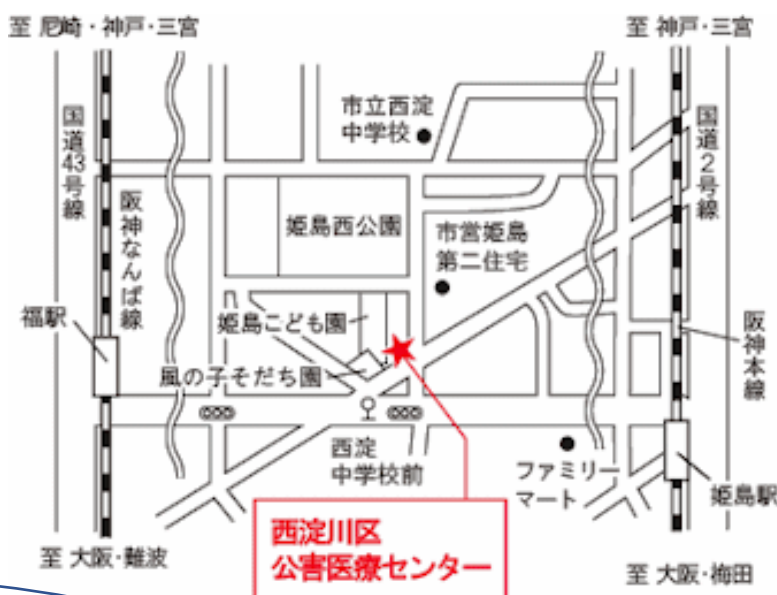 至 尼崎・神戸・三宮
至 神戸・三宮
国道43号線
阪神なんば線
市立西淀
中学校
国道2号線
姫島西公園
市営姫島
第二住宅
福駅
姫島こども園
風の子そだち園
阪神本線
西淀
中学校前
ファミリー
マート
姫島駅
西淀川区
公害医療センター
至 大阪・難波
至 大阪・梅田